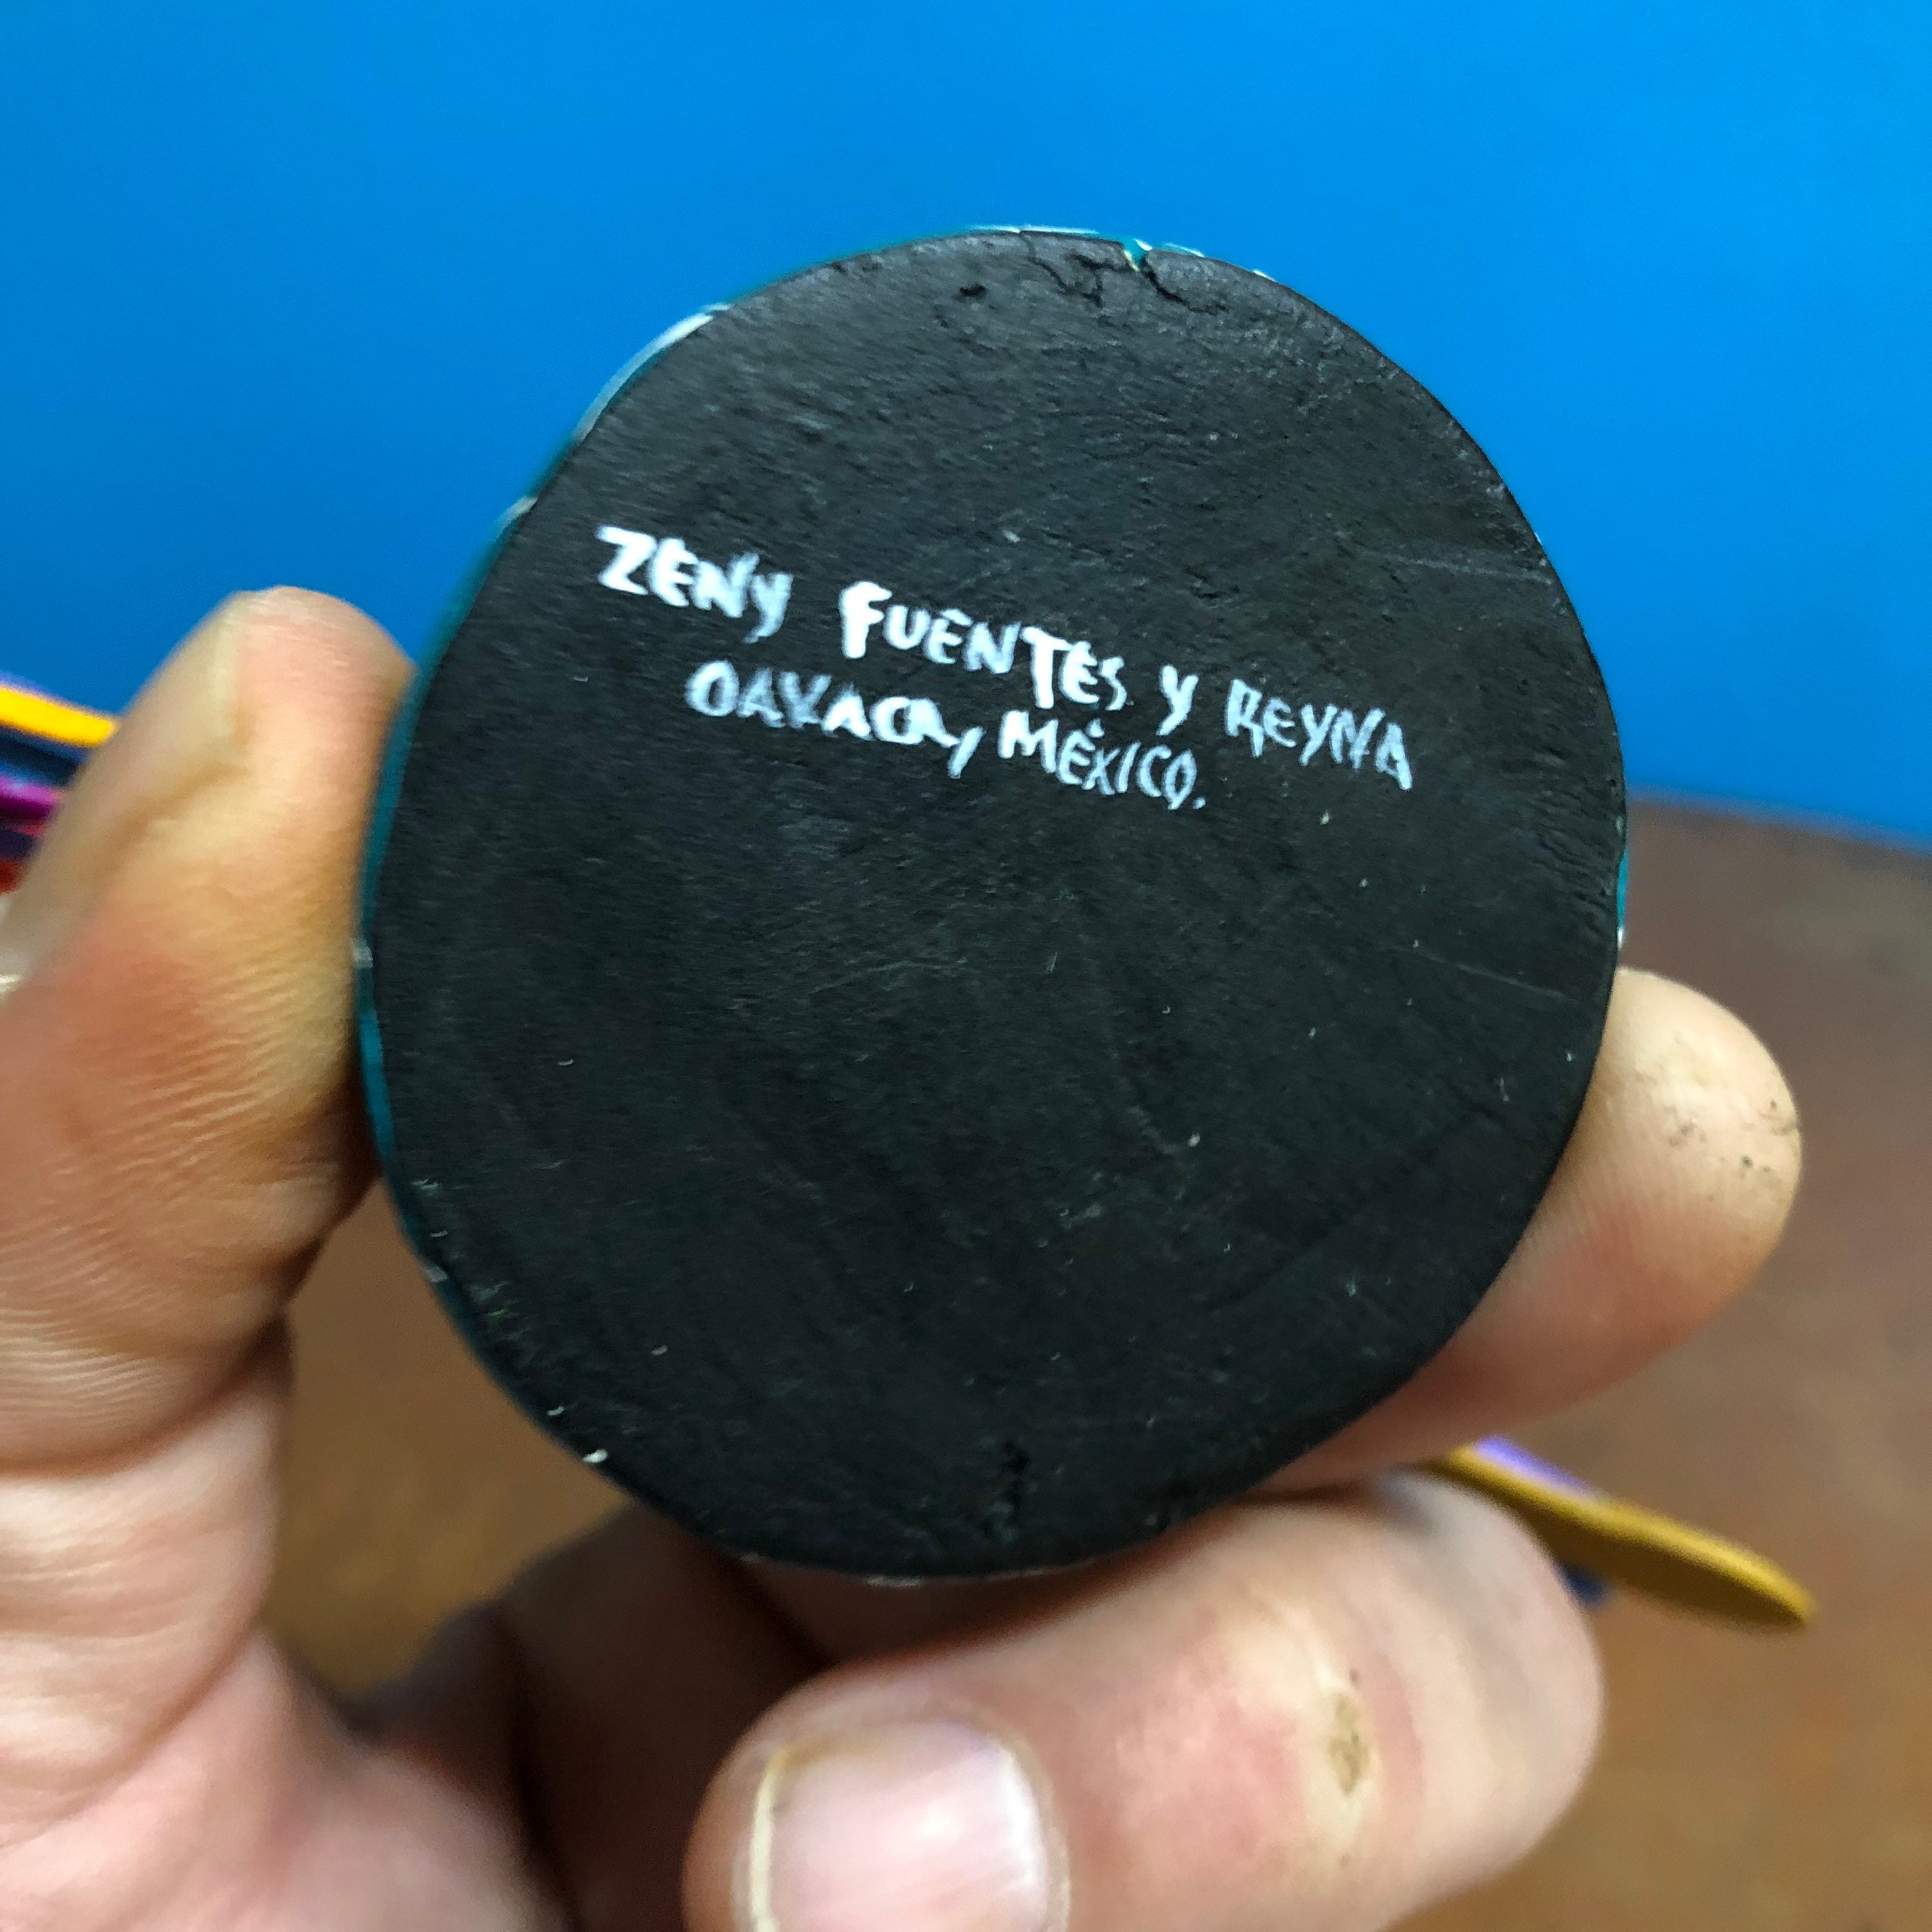 ZENY FUENTES Y REYNA
OAXACA, MÉXICO.